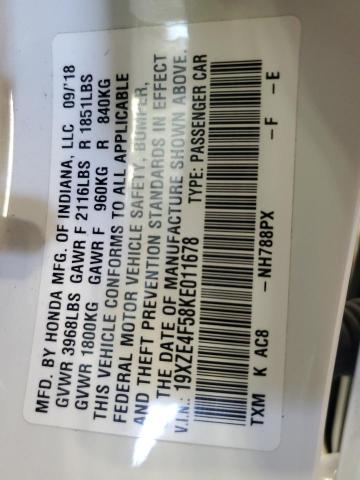 MFD. BY HONDA MFG. OF INDIANA, LLC 09/'18
GVWR 3968LBS GAWR F 2116LBS R 1851LBS
GVWR 1800KG GAWR F 960KG R 840KG
THIS VEHICLE CONFORMS TO ALL APPLICABLE
FEDERAL MOTOR VEHICLE SAFETY, BUMPER,
AND THEFT PREVENTION STANDARDS IN EFFECT
THE DATE OF MANUFACTURE SHOWN ABOVE.
V.I.N.: 19XZE4F58KE011678 TYPE: PASSENGER CAR
-NH788PX -F -E
TXM K AC8